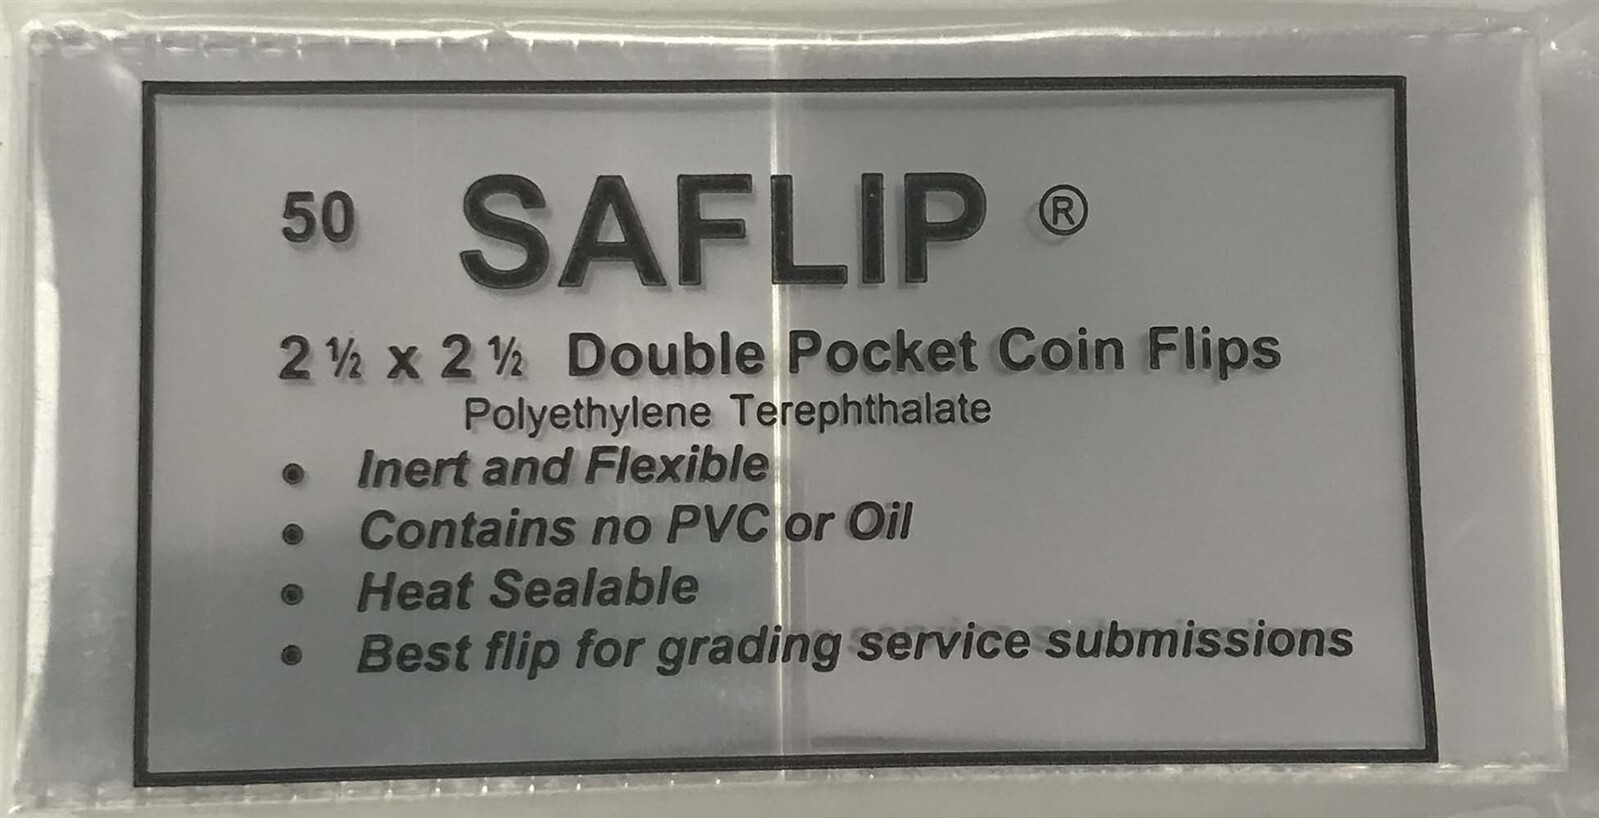 50 SAFLIP ®
2 ½ x 2 ½ Double Pocket Coin Flips
Polyethylene Terephthalate
• Inert and Flexible
• Contains no PVC or Oil
• Heat Sealable
• Best flip for grading service submissions